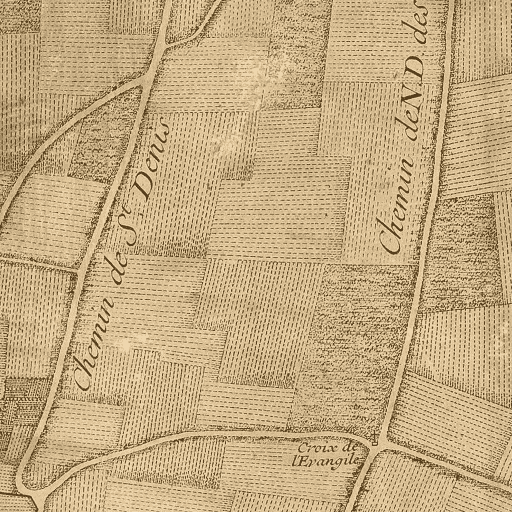 Chemin de St. Denis
Chemin de N.D. des
Croix de
l'Evangile